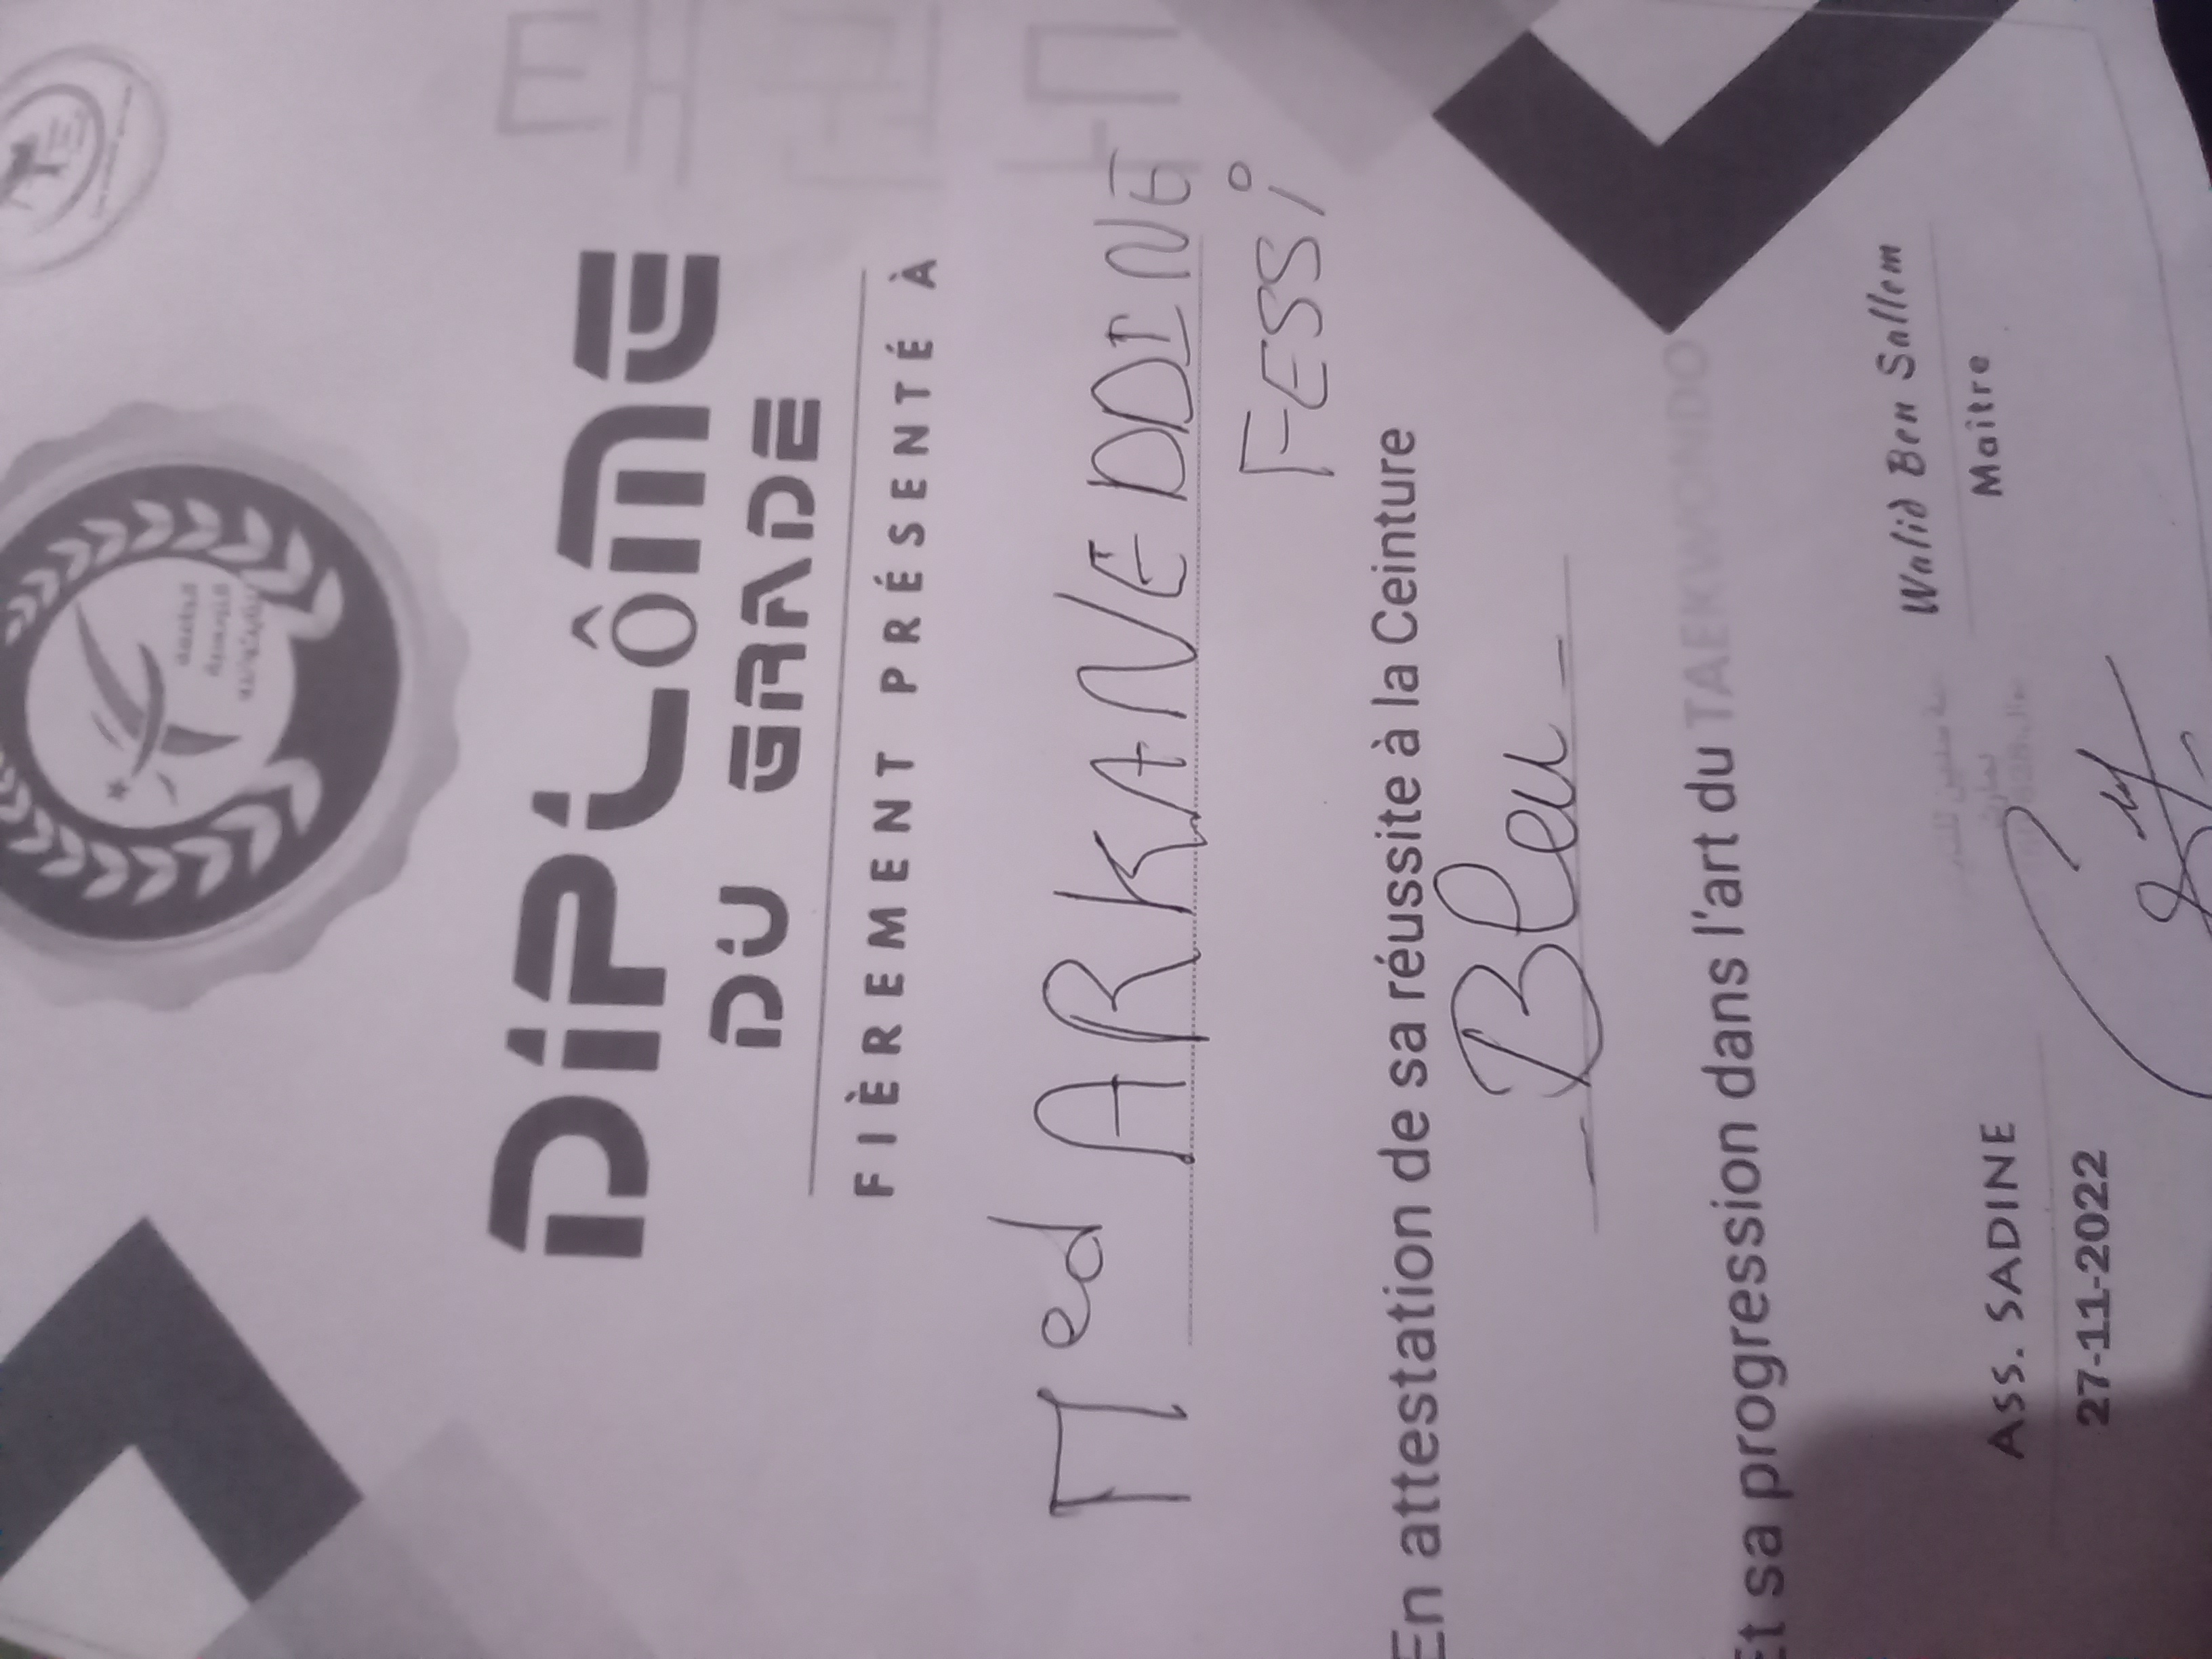 DiPLôME
DU GRADE
FIÈREMENT PRÉSENTÉ À
Med ARKANEDDINE
FESSi
En attestation de sa réussite à la Ceinture
Bleu
Et sa progression dans l'art du TAEKWONDO
Walid Ben Sallem
Maître
ASS. SADINE
27-11-2022